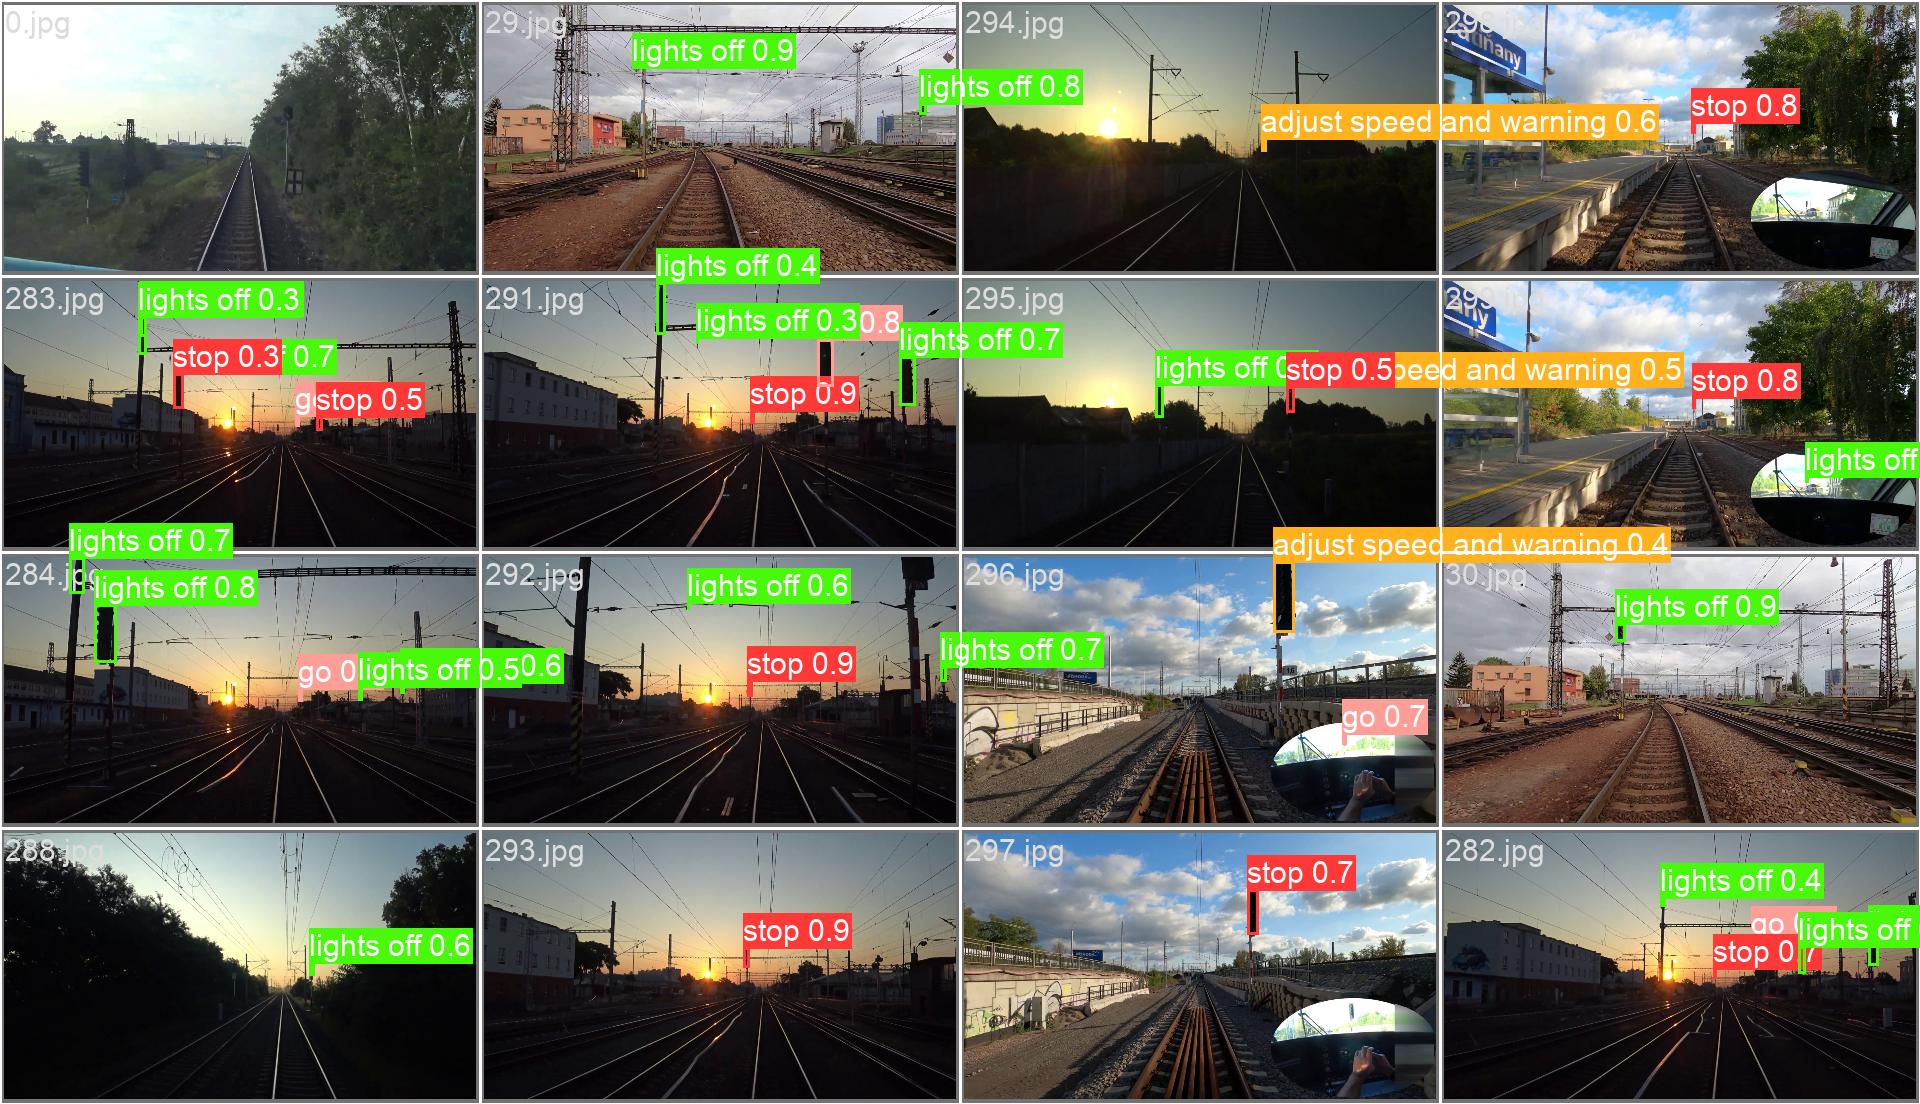 0.jpg
29.jpg
lights off 0.9
lights off 0.8
294.jpg
adjust speed and warning 0.6
stop 0.8
283.jpg
lights off 0.3
stop 0.3
0.7
stop 0.5
291.jpg
lights off 0.4
lights off 0.3
0.8
lights off 0.7
stop 0.9
295.jpg
lights off
stop 0.5
speed and warning 0.5
stop 0.8
lights off
284.jpg
lights off 0.7
lights off 0.8
go
lights off 0.5
0.6
292.jpg
lights off 0.6
stop 0.9
lights off 0.7
296.jpg
adjust speed and warning 0.4
go 0.7
30.jpg
lights off 0.9
288.jpg
lights off 0.6
293.jpg
stop 0.9
297.jpg
stop 0.7
282.jpg
lights off 0.4
go
lights off
stop 0.7